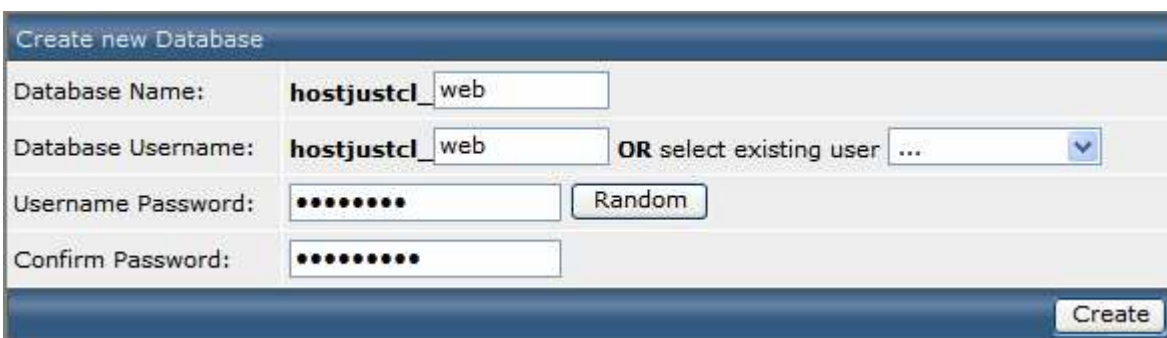 Create new Database
Database Name: hostjustcl_ web
Database Username: hostjustcl_ web OR select existing user ...
Username Password: •••••••• Random
Confirm Password: •••••••••
Create